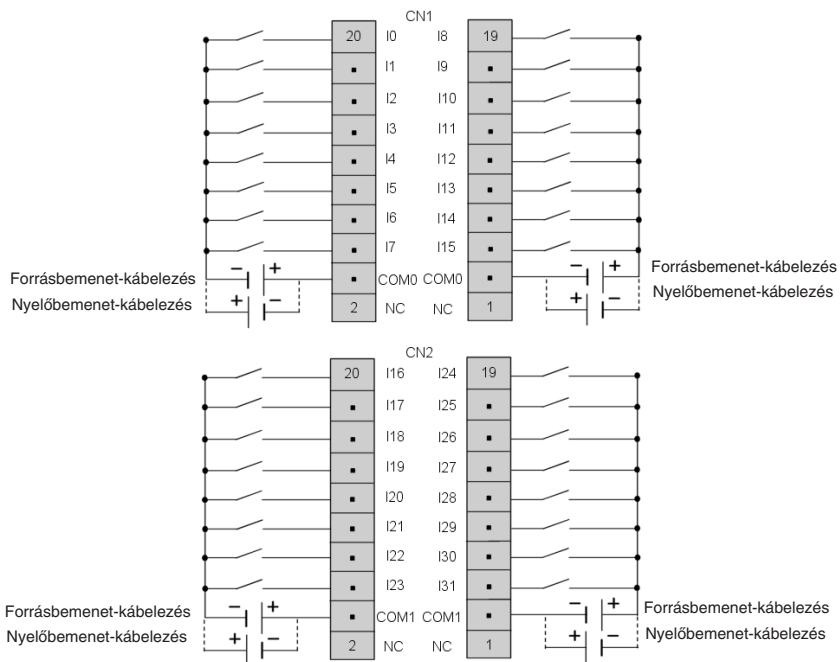 CN1
20 I0 I8 19
I1 I9
I2 I10
I3 I11
I4 I12
I5 I13
I6 I14
I7 I15
Forrásbemenet-kábelezés - + COM0 COM0 - + Forrásbemenet-kábelezés
Nyelőbemenet-kábelezés + - 2 NC NC 1 + - Nyelőbemenet-kábelezés
CN2
20 I16 I24 19
I17 I25
I18 I26
I19 I27
I20 I28
I21 I29
I22 I30
I23 I31
Forrásbemenet-kábelezés - + COM1 COM1 - + Forrásbemenet-kábelezés
Nyelőbemenet-kábelezés + - 2 NC NC 1 + - Nyelőbemenet-kábelezés